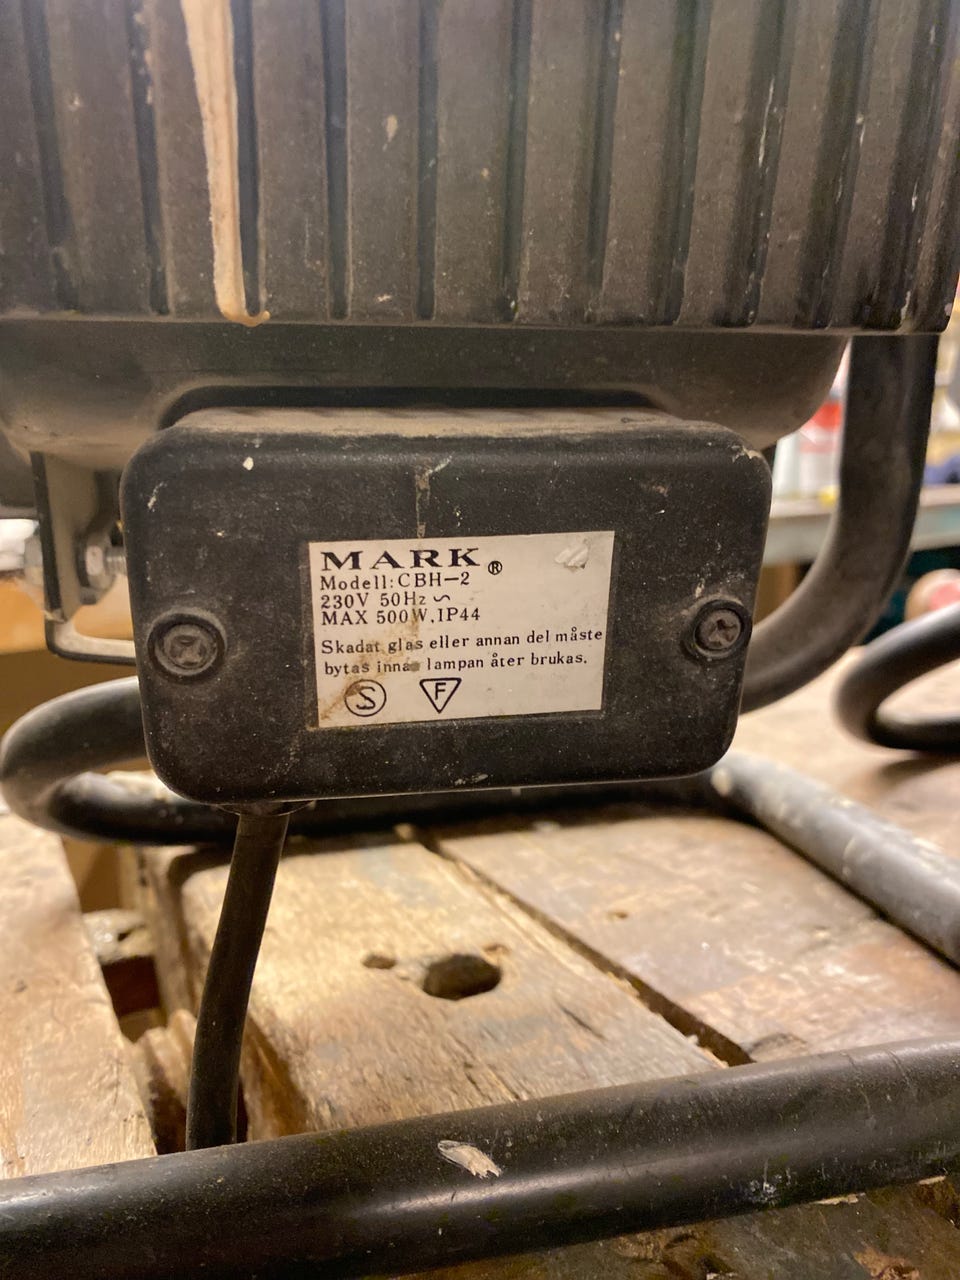 MARK ®
Modell: CBH-2
230V 50Hz ~
MAX 500W, IP44
Skadat glas eller annan del måste
bytas innan lampan åter brukas.
S F